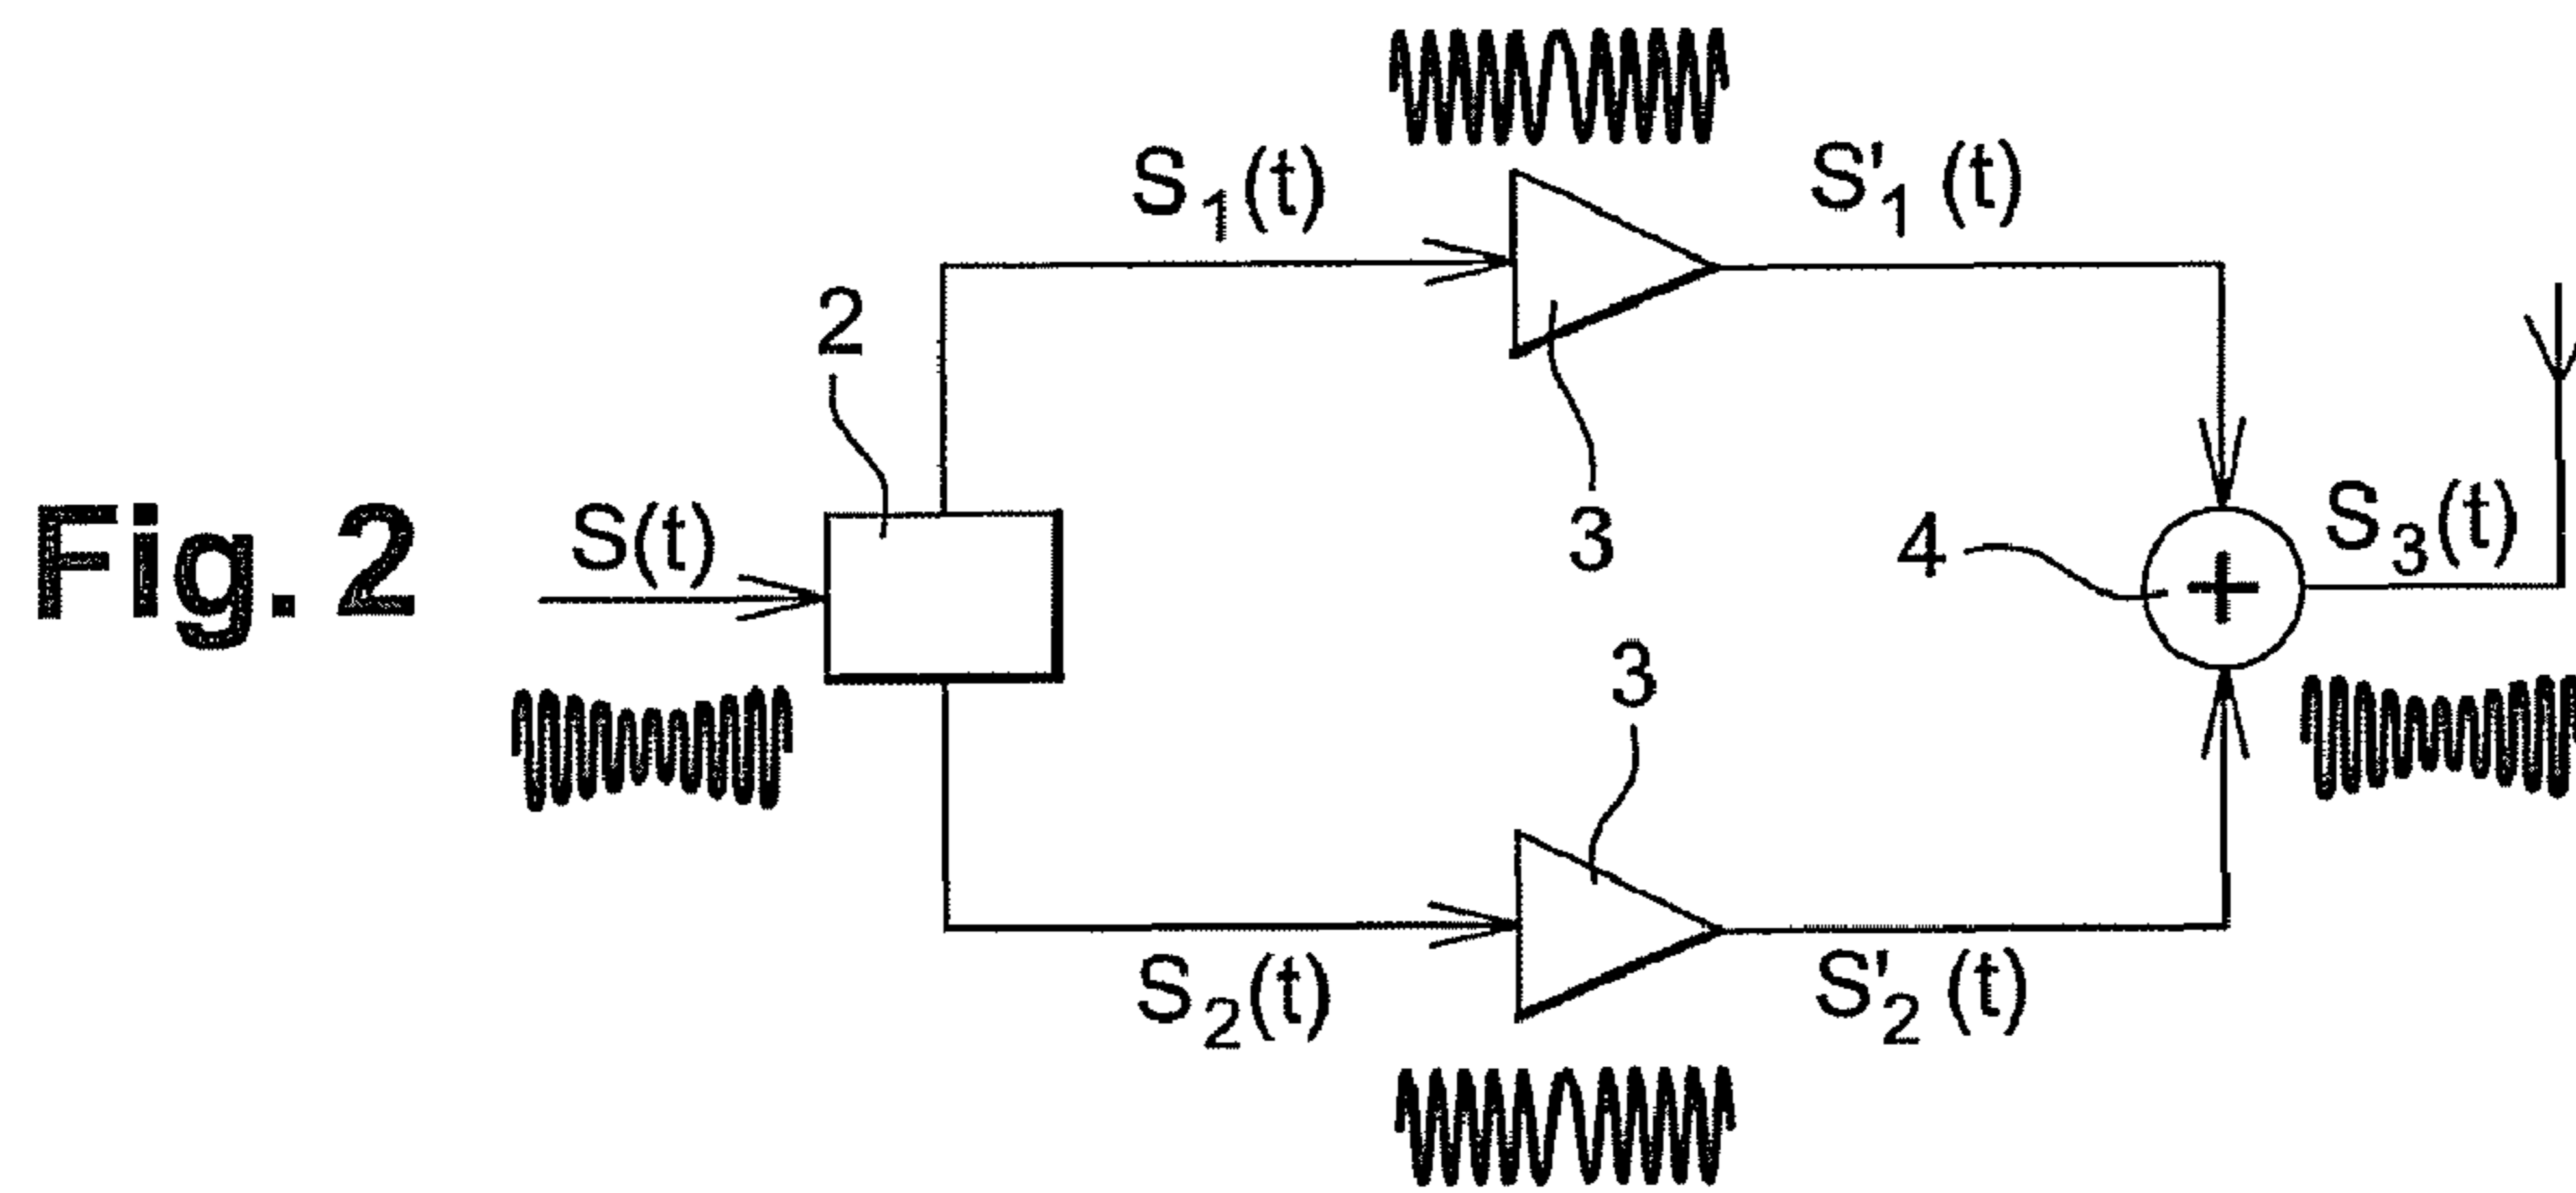 S₁(t)
S'₁ (t)
2
Fig. 2
S(t)
3
4
S₃(t)
+
3
S₂(t)
S'₂ (t)